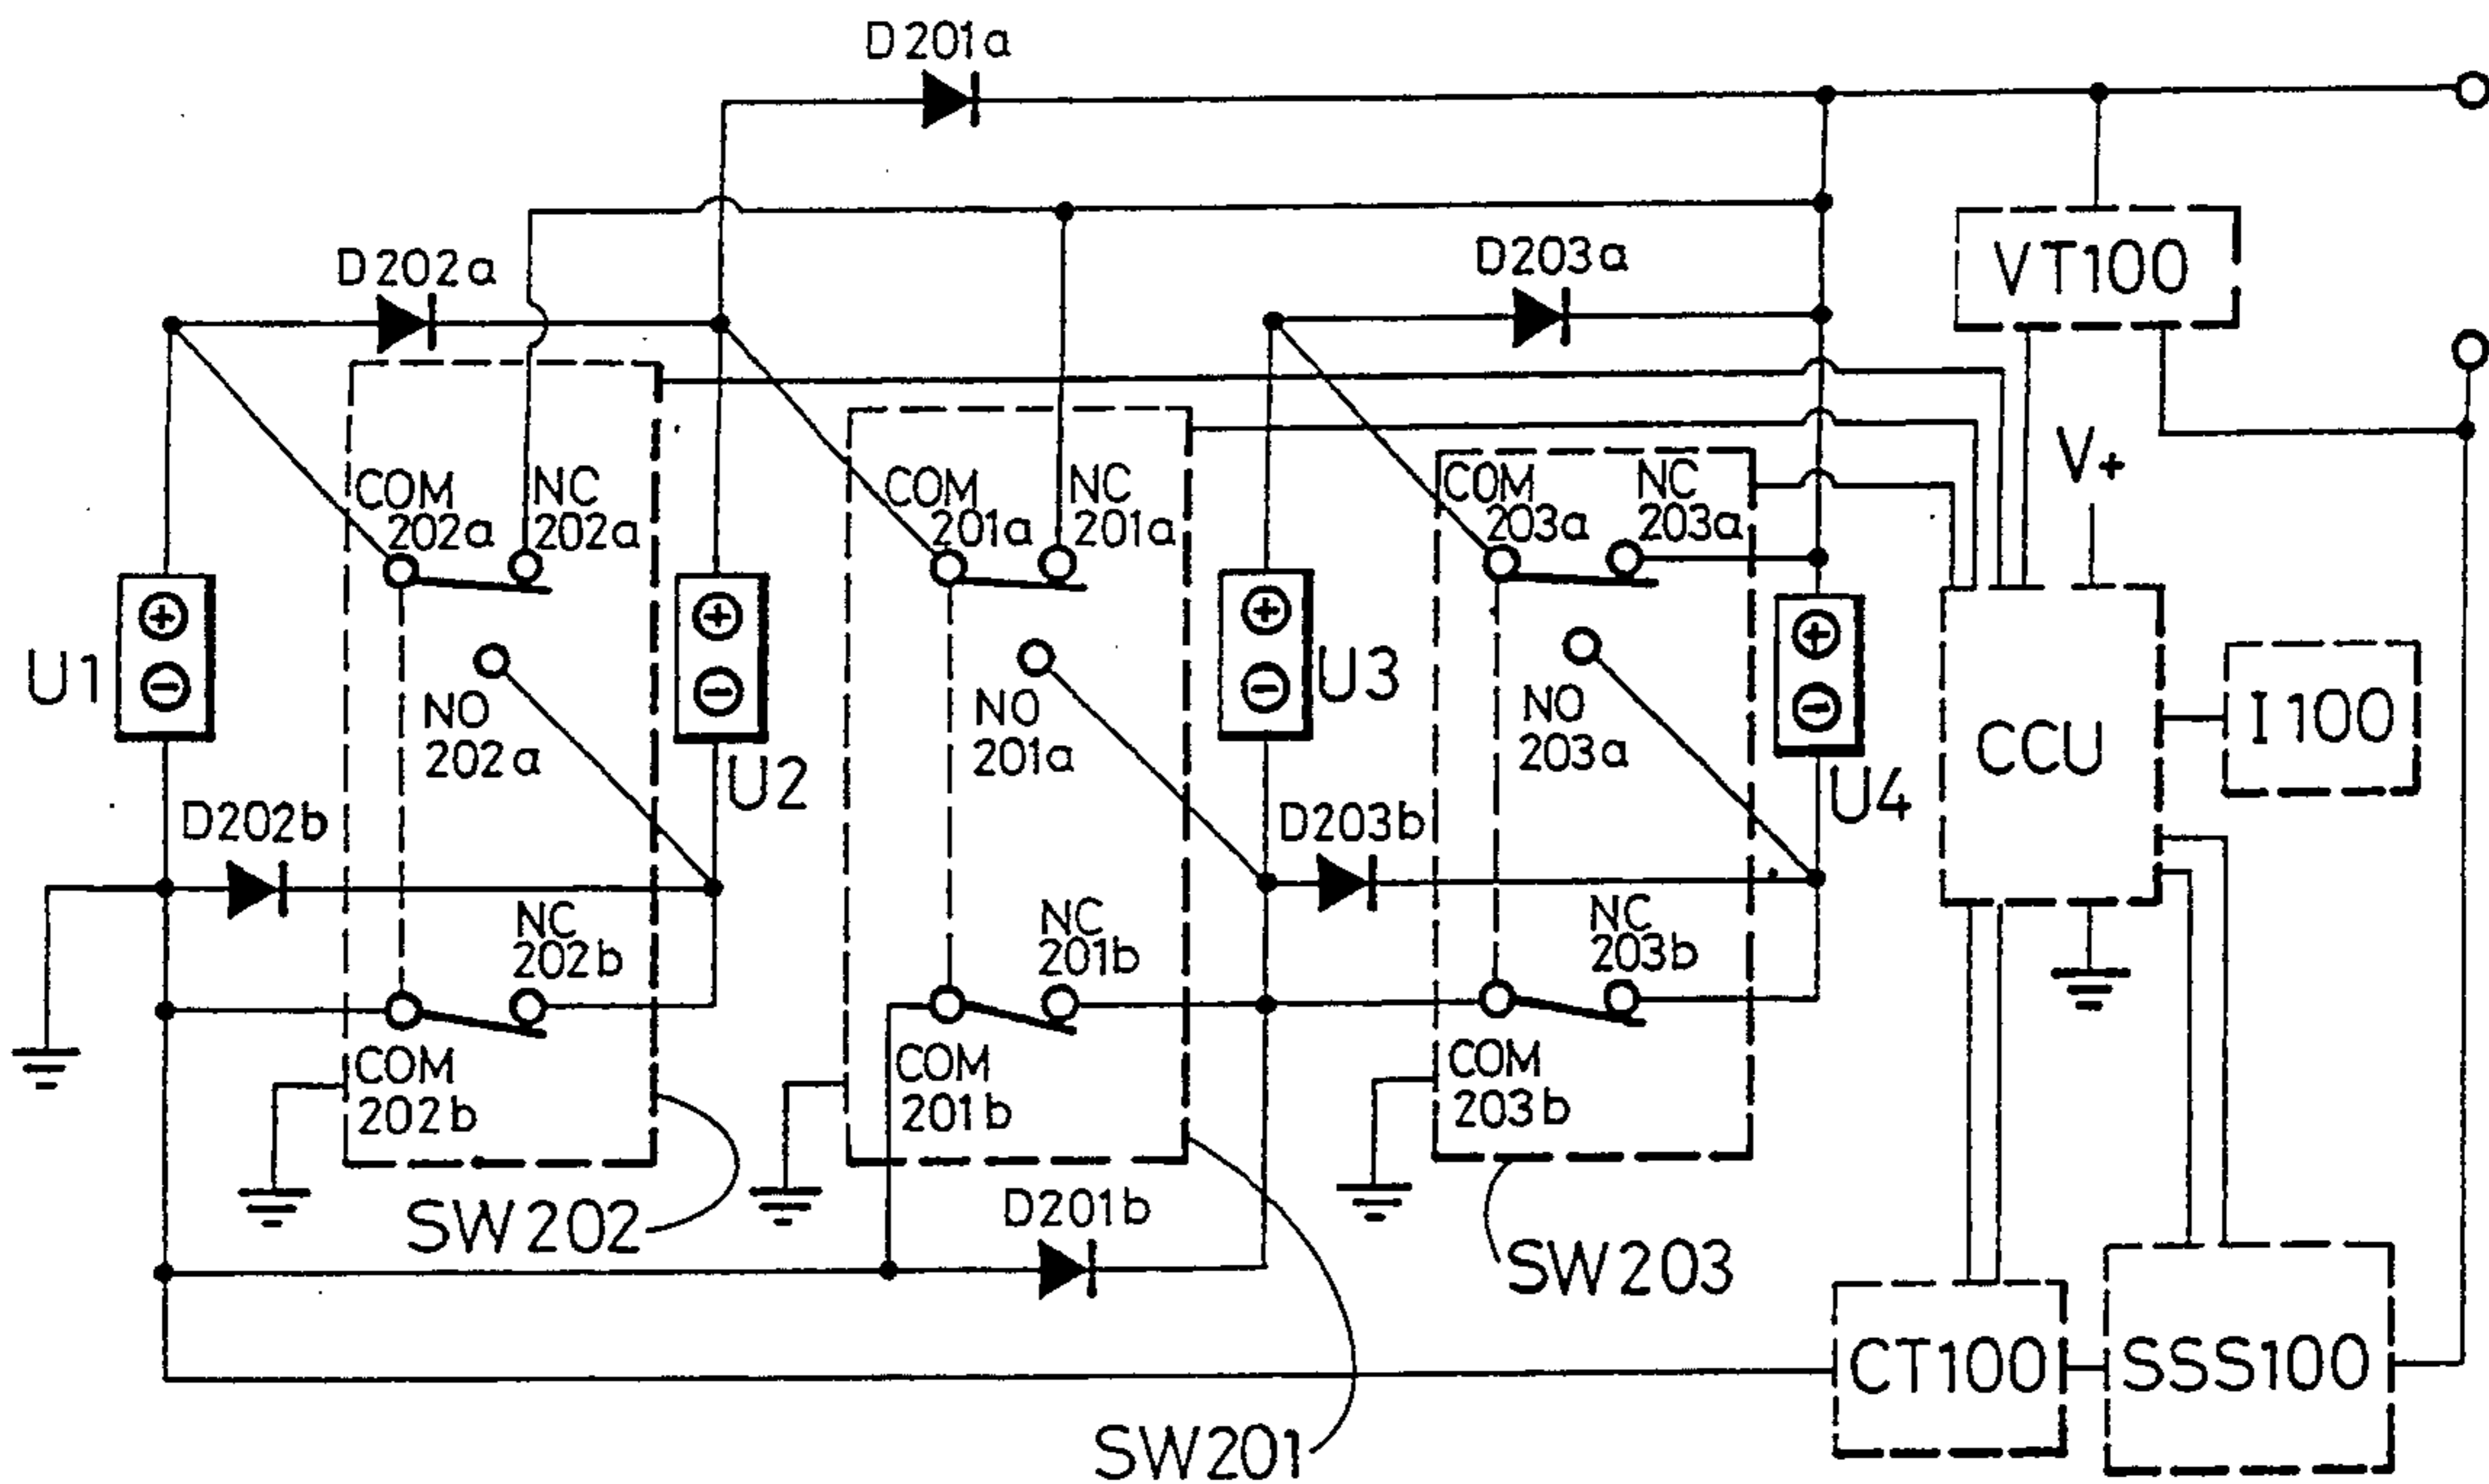 D201a
D202a
D203a
VT100
V+
COM
202a
NC
202a
COM
201a
NC
201a
COM
203a
NC
203a
+
-
U1
+
-
U2
+
-
U3
+
-
U4
NO
202a
NO
201a
NO
203a
CCU
I100
D202b
D203b
NC
202b
NC
201b
NC
203b
COM
202b
COM
201b
COM
203b
SW202
D201b
SW203
CT100
SSS100
SW201